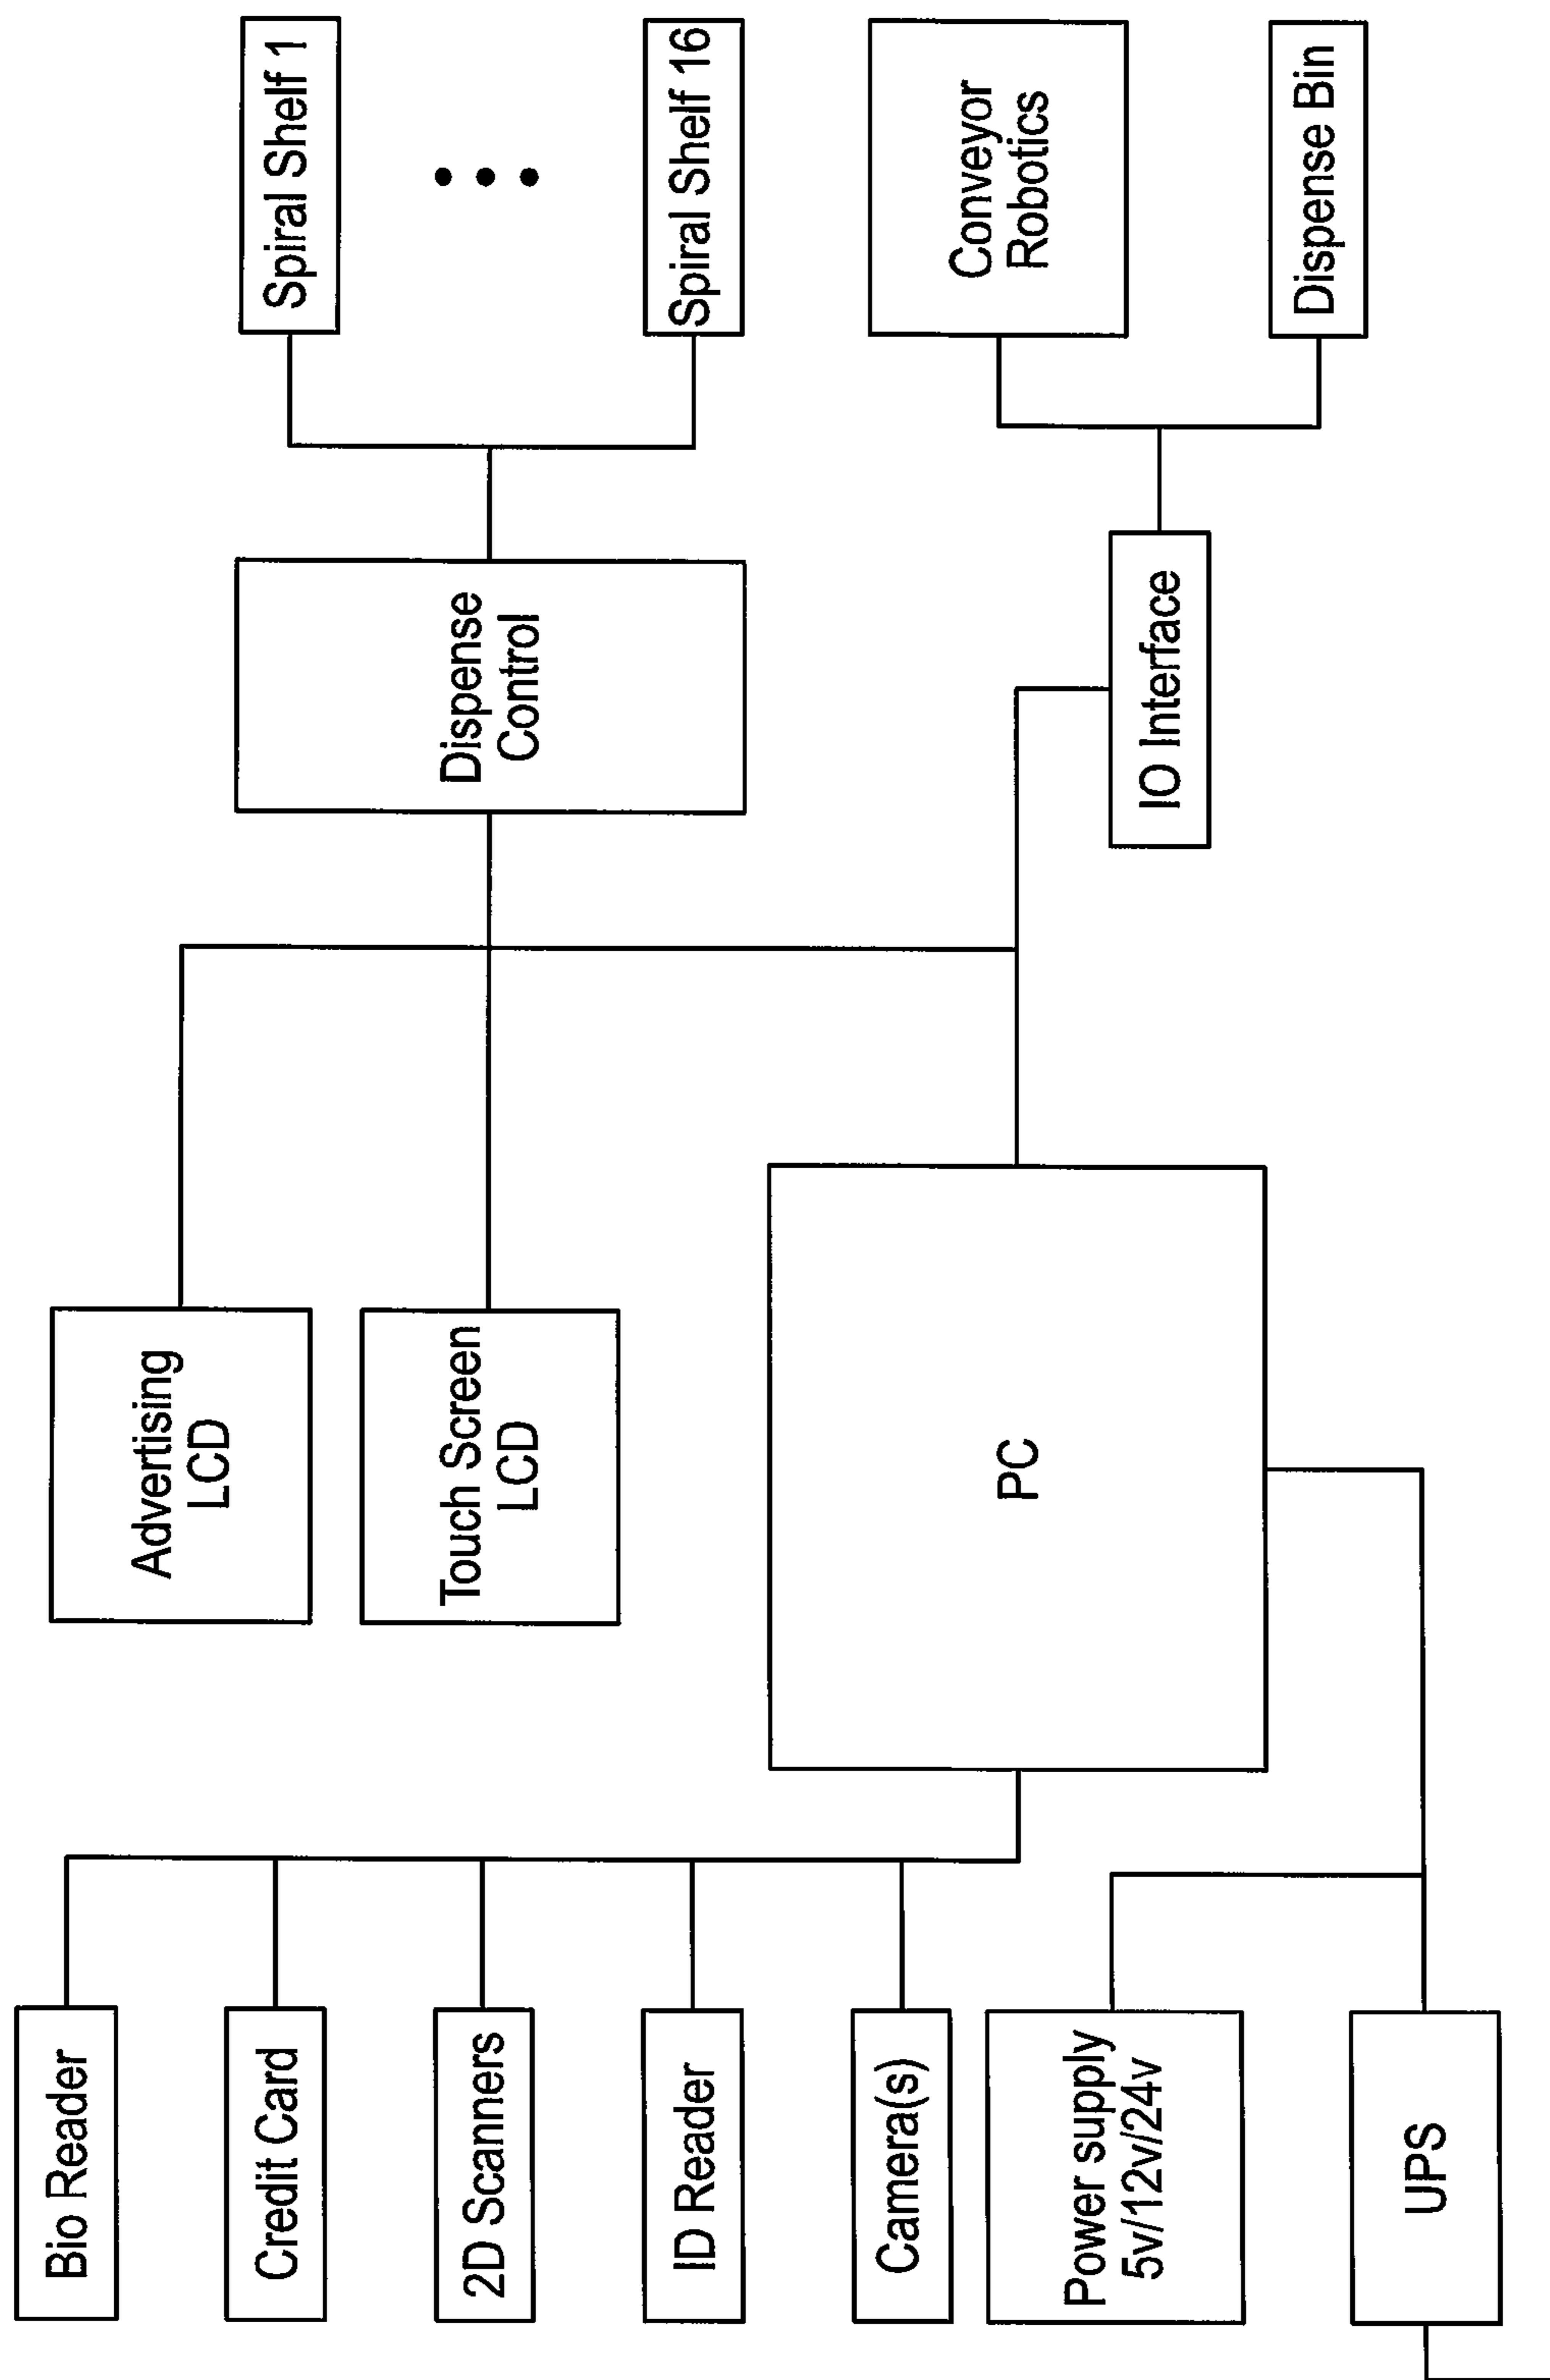 Bio Reader
Credit Card
2D Scanners
ID Reader
Camera(s)
Power supply
5v/12v/24v
UPS
Advertising
LCD
Touch Screen
LCD
PC
Dispense
Control
IO Interface
Spiral Shelf 1
Spiral Shelf 16
Conveyor
Robotics
Dispense Bin